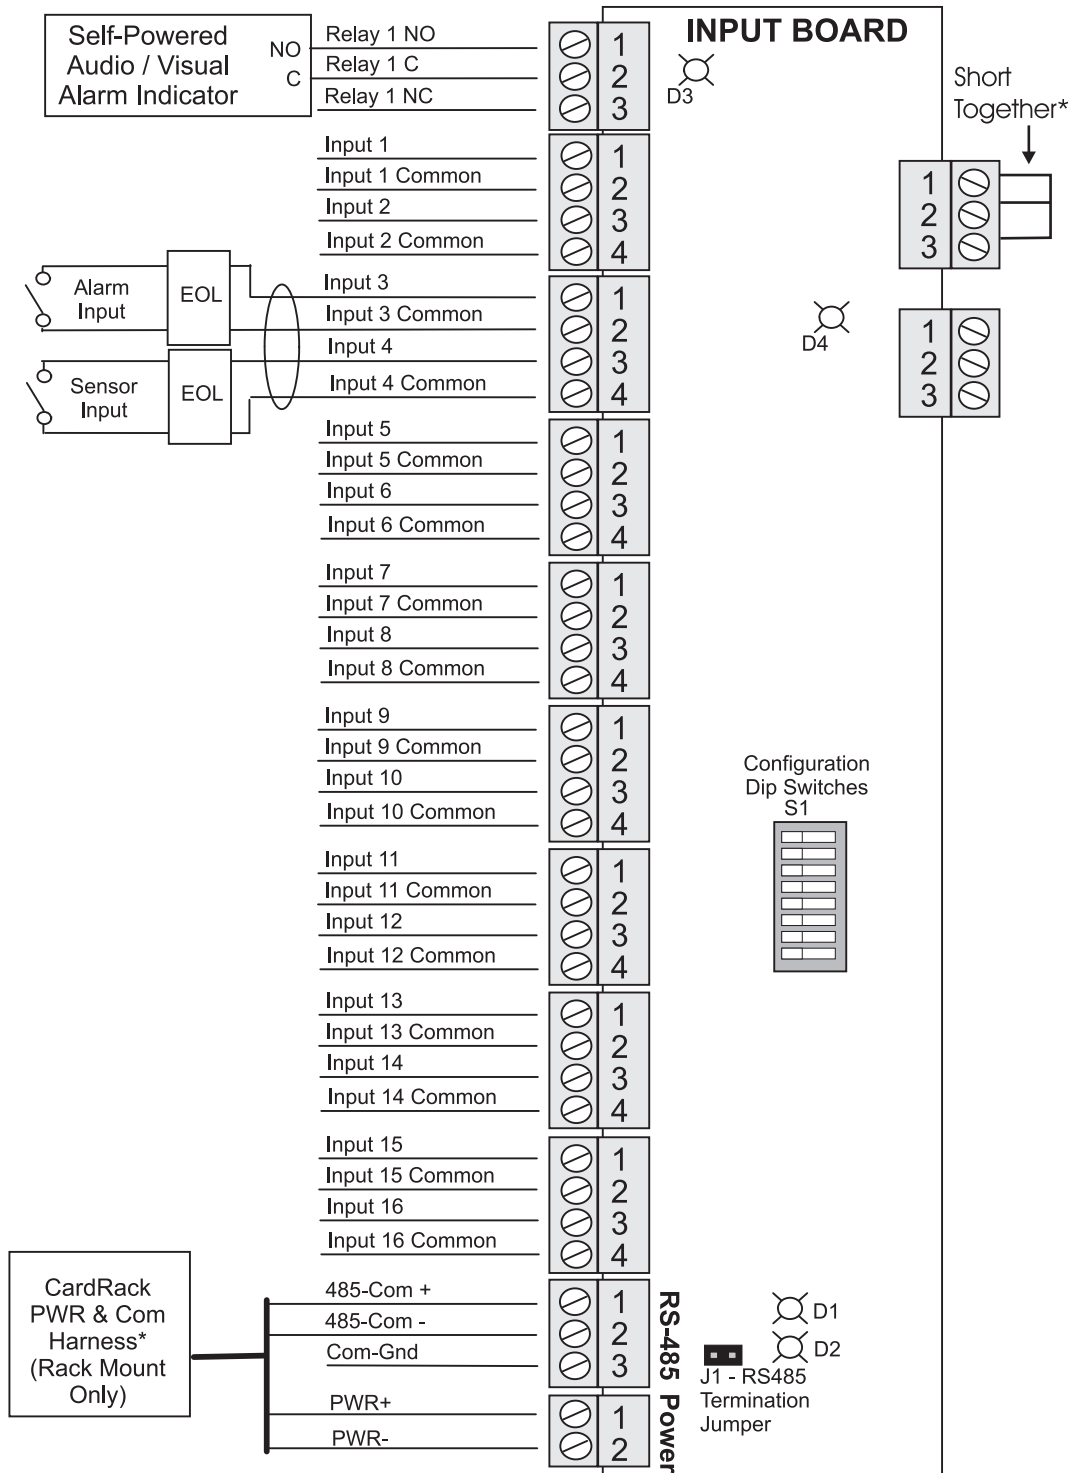 INPUT BOARD
Self-Powered
Audio / Visual
Alarm Indicator
NO
C
Relay 1 NO
Relay 1 C
Relay 1 NC
1
2
3
D3
Short
Together*
1
2
3
Input 1
Input 1 Common
Input 2
Input 2 Common
1
2
3
4
Alarm
Input
EOL
Sensor
Input
EOL
Input 3
Input 3 Common
Input 4
Input 4 Common
1
2
3
4
D4
1
2
3
Input 5
Input 5 Common
Input 6
Input 6 Common
1
2
3
4
Input 7
Input 7 Common
Input 8
Input 8 Common
1
2
3
4
Input 9
Input 9 Common
Input 10
Input 10 Common
1
2
3
4
Configuration
Dip Switches
S1
Input 11
Input 11 Common
Input 12
Input 12 Common
1
2
3
4
Input 13
Input 13 Common
Input 14
Input 14 Common
1
2
3
4
Input 15
Input 15 Common
Input 16
Input 16 Common
1
2
3
4
CardRack
PWR & Com
Harness*
(Rack Mount
Only)
485-Com +
485-Com -
Com-Gnd
1
2
3
RS-485
PWR+
PWR-
1
2
Power
D1
D2
J1 - RS485
Termination
Jumper